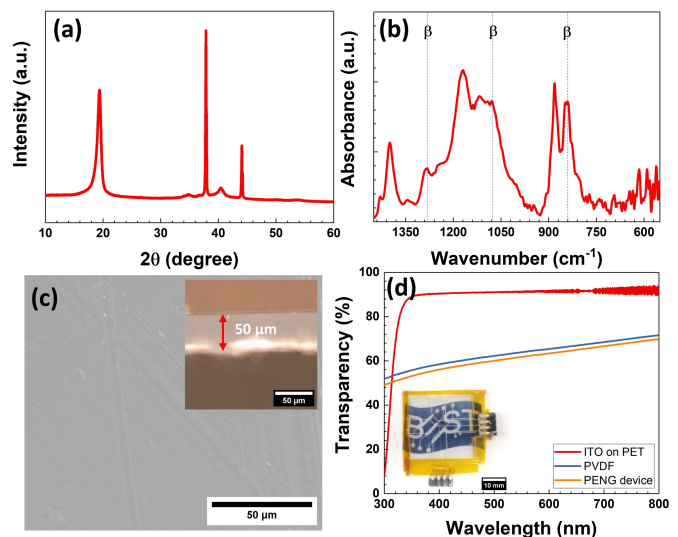 (a)
Intensity (a.u.)
10 20 30 40 50 60
2θ (degree)
(b)
β β β
Absorbance (a.u.)
1350 1200 1050 900 750 600
Wavenumber (cm⁻¹)
(c)
50 μm
50 μm
50 μm
(d)
Transparency (%)
100
80
60
40
20
0
B ST
10 mm
ITO on PET
PVDF
PENG device
300 400 500 600 700 800
Wavelength (nm)